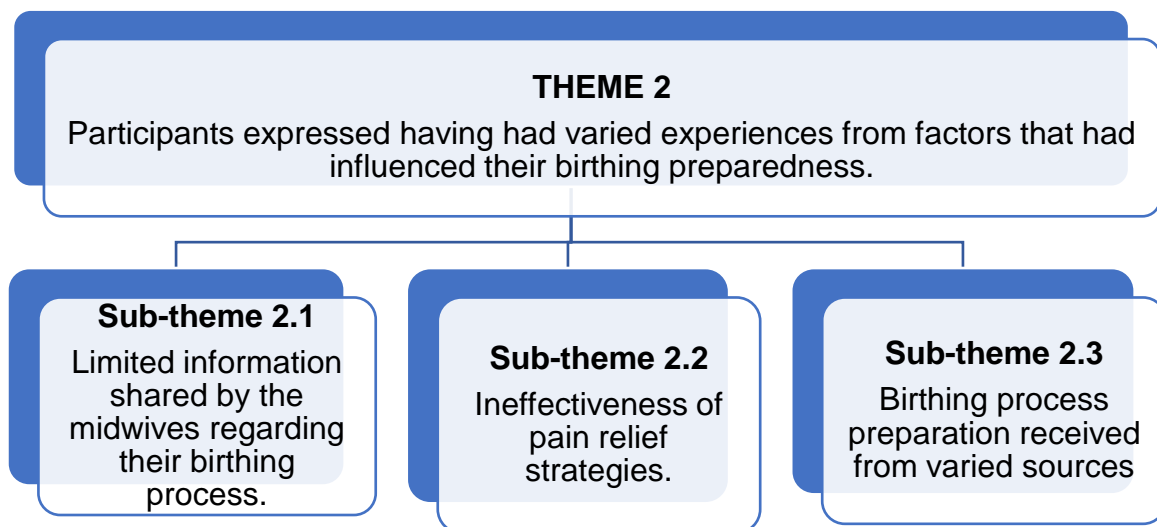 THEME 2
Participants expressed having had varied experiences from factors that had
influenced their birthing preparedness.
Sub-theme 2.1
Limited information
shared by the
midwives regarding
their birthing
process.
Sub-theme 2.2
Ineffectiveness of
pain relief
strategies.
Sub-theme 2.3
Birthing process
preparation received
from varied sources